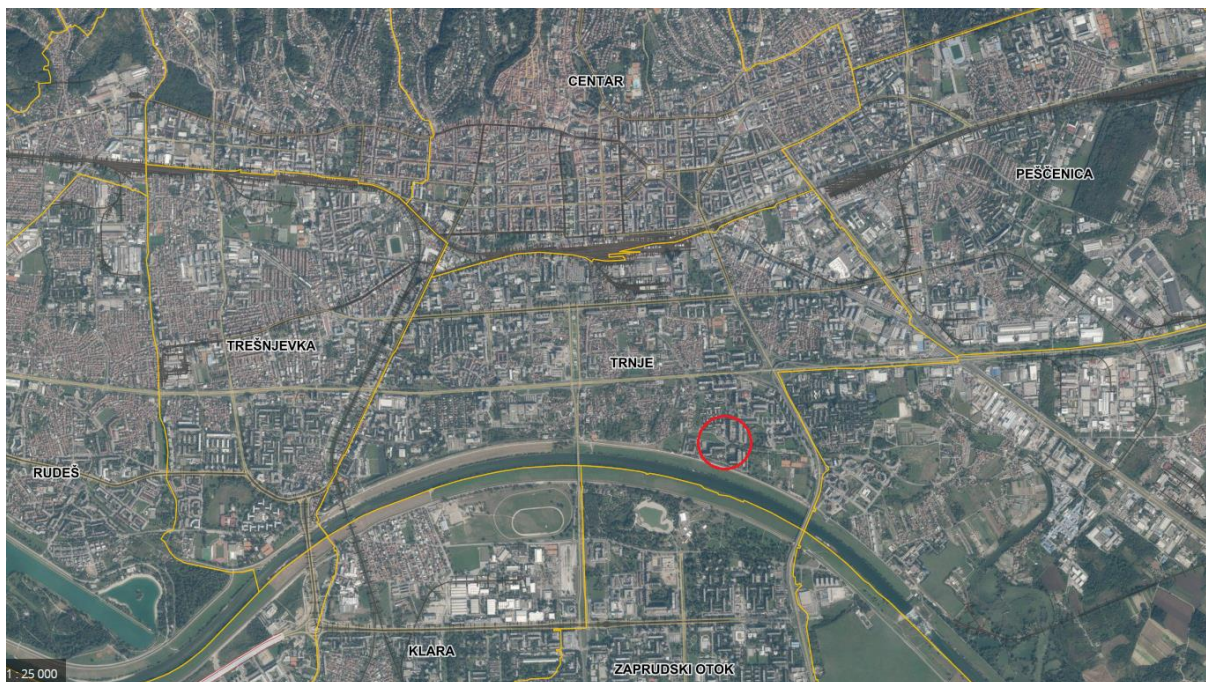 CENTAR
PEŠČENICA
TREŠNJEVKA
TRNJE
RUDEŠ
KLARA
ZAPRUDSKI OTOK
1 : 25 000